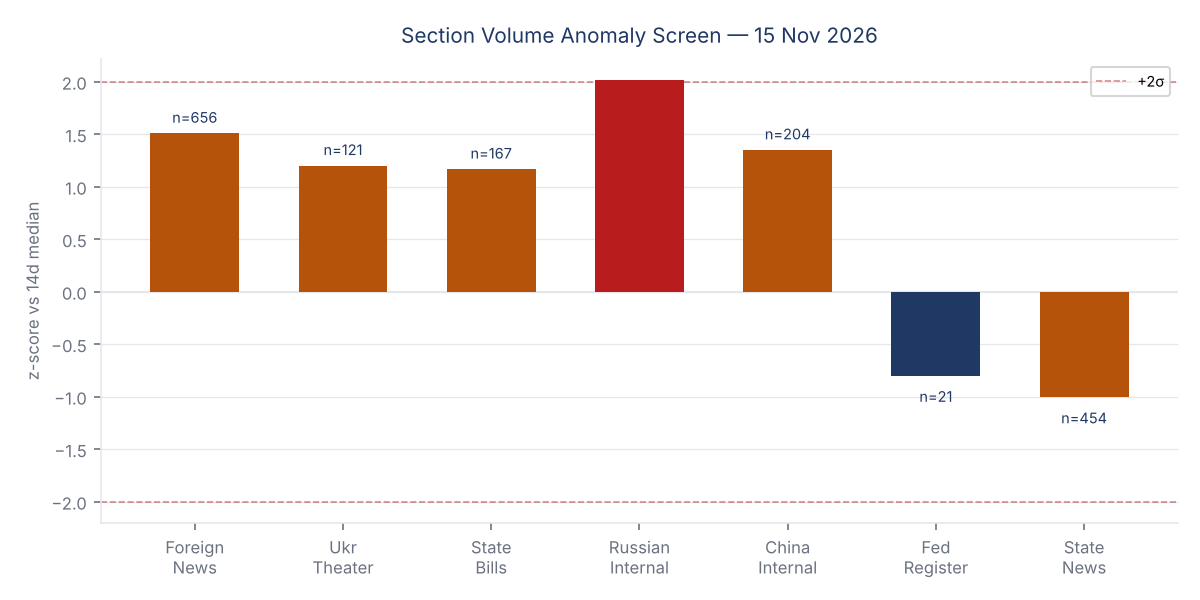 Section Volume Anomaly Screen — 15 Nov 2026
+2σ
z-score vs 14d median
2.0
1.5
1.0
0.5
0.0
−0.5
−1.0
−1.5
−2.0
n=656
n=121
n=167
n=204
n=21
n=454
Foreign
News
Ukr
Theater
State
Bills
Russian
Internal
China
Internal
Fed
Register
State
News